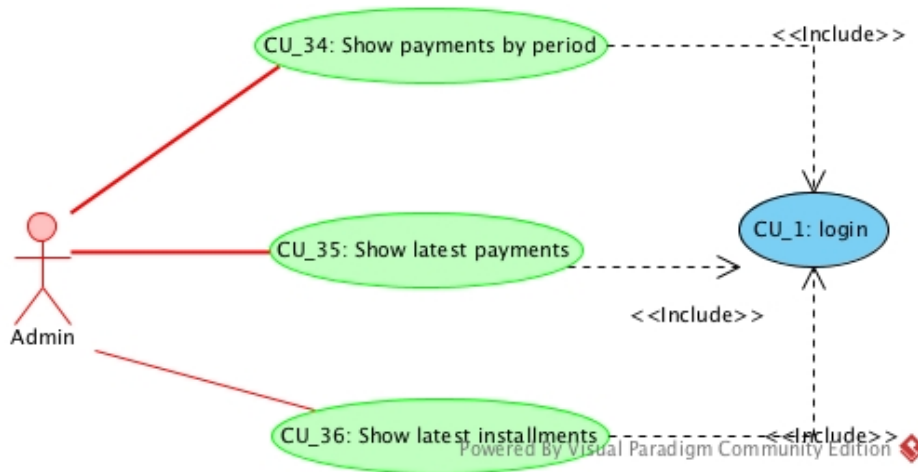 CU_34: Show payments by period
<<Include>>
CU_35: Show latest payments
CU_1: login
<<Include>>
Admin
CU_36: Show latest installments
<<Include>>
Powered By Visual Paradigm Community Edition